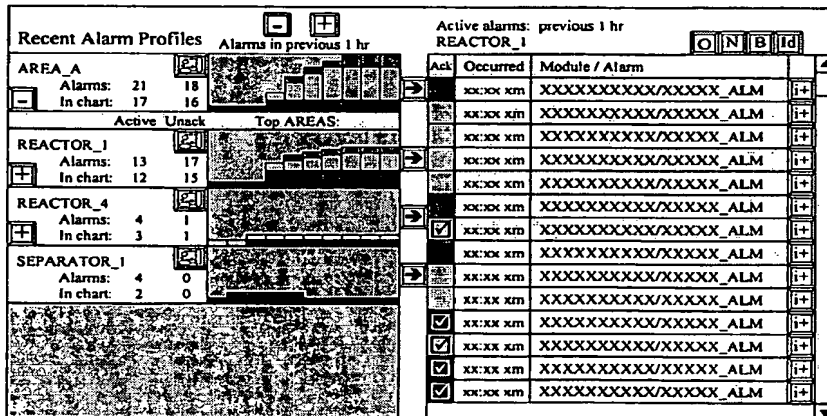 Recent Alarm Profiles
- +
Alarms in previous 1 hr
AREA_A
Alarms: 21 18
In chart: 17 16
-
Active Unack Top AREAS:
REACTOR_1
Alarms: 13 17
In chart: 12 15
+
REACTOR_4
Alarms: 4 1
In chart: 3 1
+
SEPARATOR_1
Alarms: 4 0
In chart: 2 0
Active alarms: previous 1 hr
REACTOR_1
O N B Id
Ack Occurred Module / Alarm
xx:xx xm XXXXXXXXXX/XXXXX_ALM i+
xx:xx xm XXXXXXXXXX/XXXXX_ALM i+
xx:xx xm XXXXXXXXXX/XXXXX_ALM i+
xx:xx xm XXXXXXXXXX/XXXXX_ALM i+
xx:xx xm XXXXXXXXXX/XXXXX_ALM i+
xx:xx xm XXXXXXXXXX/XXXXX_ALM i+
xx:xx xm XXXXXXXXXX/XXXXX_ALM i+
xx:xx xm XXXXXXXXXX/XXXXX_ALM i+
xx:xx xm XXXXXXXXXX/XXXXX_ALM i+
xx:xx xm XXXXXXXXXX/XXXXX_ALM i+
xx:xx xm XXXXXXXXXX/XXXXX_ALM i+
xx:xx xm XXXXXXXXXX/XXXXX_ALM i+
xx:xx xm XXXXXXXXXX/XXXXX_ALM i+
xx:xx xm XXXXXXXXXX/XXXXX_ALM i+